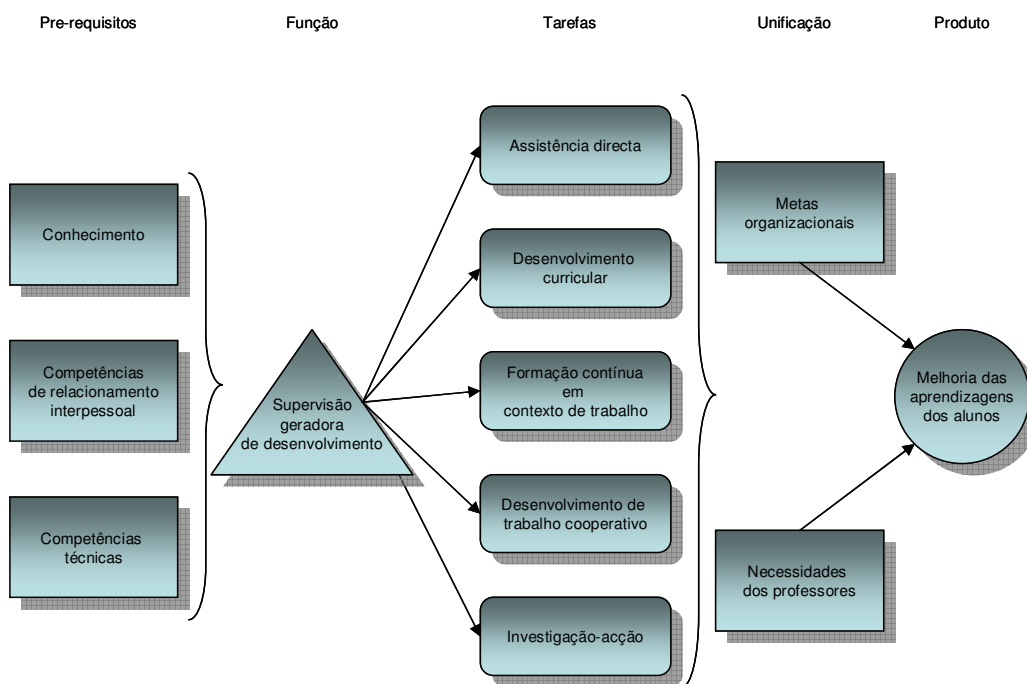 Pre-requisitos
Função
Tarefas
Unificação
Produto
Conhecimento
Competências
de relacionamento
interpessoal
Competências
técnicas
Supervisão
geradora
de desenvolvimento
Assistência directa
Desenvolvimento
curricular
Formação contínua
em
contexto de trabalho
Desenvolvimento de
trabalho cooperativo
Investigação-acção
Metas
organizacionais
Necessidades
dos professores
Melhoria das
aprendizagens
dos alunos